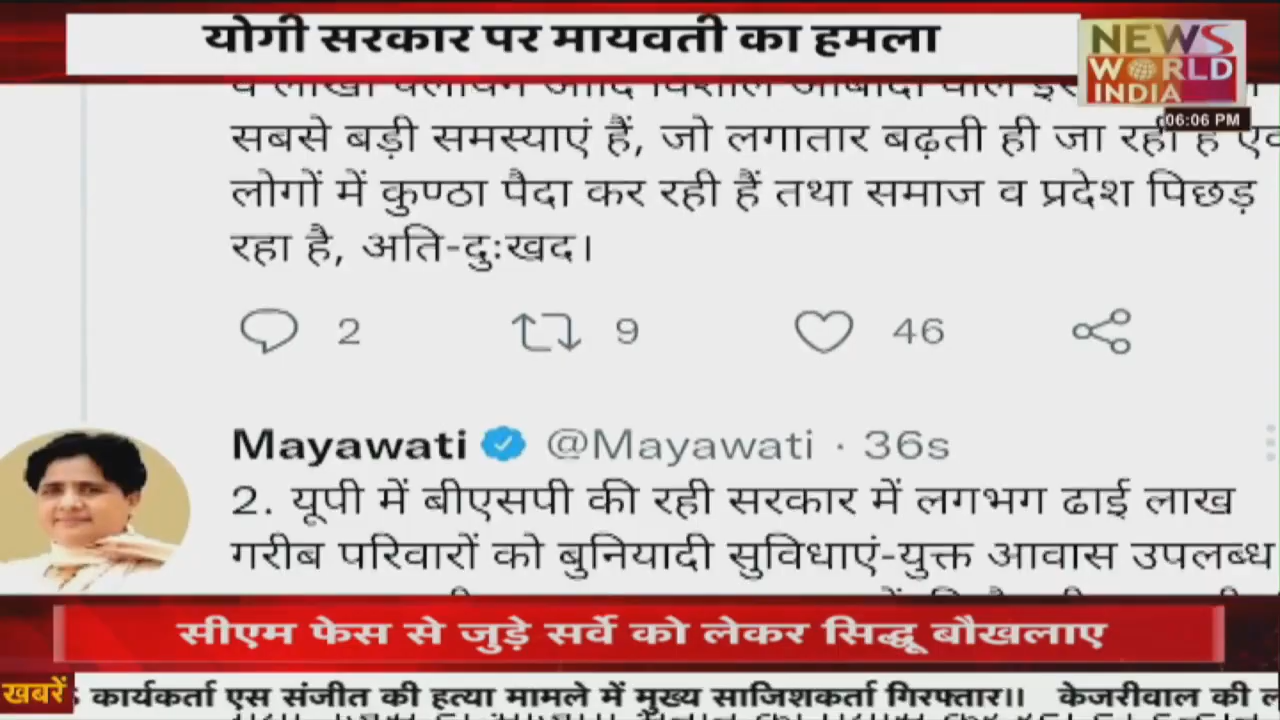 योगी सरकार पर मायवती का हमला
NEWS
WORLD
INDIA
06:06 PM
सबसे बड़ी समस्याएं हैं, जो लगातार बढ़ती ही जा रही हैं
लोगों में कुण्ठा पैदा कर रही हैं तथा समाज व प्रदेश पिछड़
रहा है, अति-दुःखद।
2 9 46
Mayawati @Mayawati · 36s
2. यूपी में बीएसपी की रही सरकार में लगभग ढाई लाख
गरीब परिवारों को बुनियादी सुविधाएं-युक्त आवास उपलब्ध
सीएम फेस से जुड़े सर्वे को लेकर सिद्धू बौखलाए
खबरें कार्यकर्ता एस संजीत की हत्या मामले में मुख्य साजिशकर्ता गिरफ्तार।। केजरीवाल की